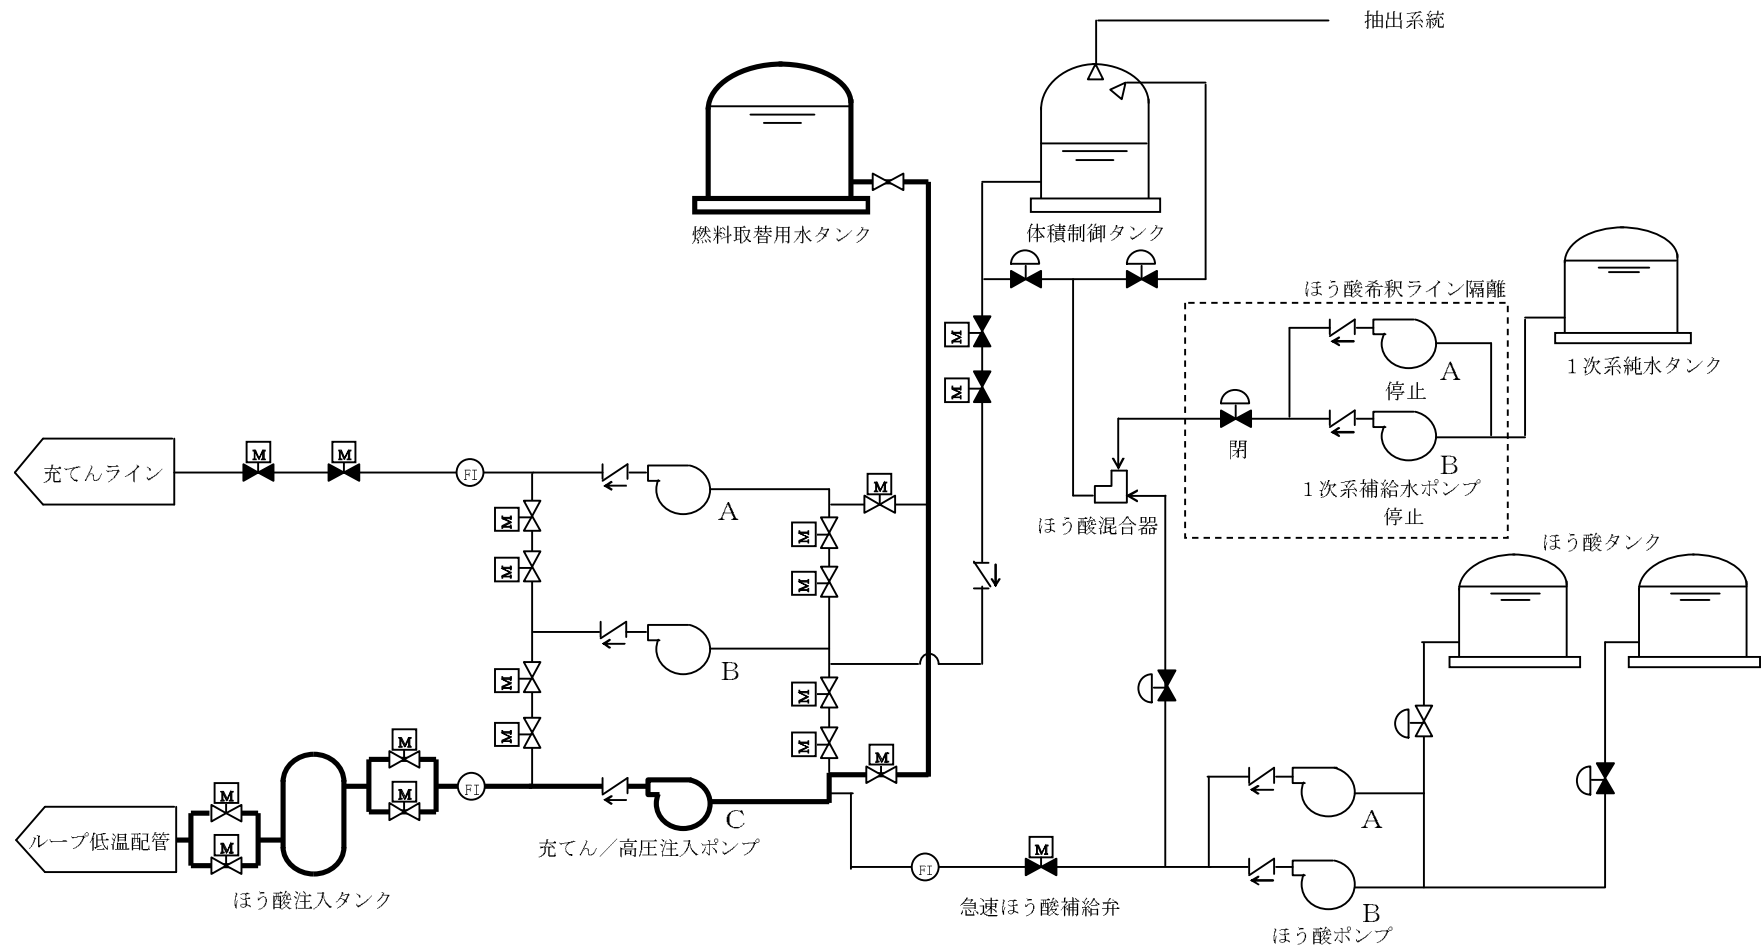 抽出系統
燃料取替用水タンク
体積制御タンク
ほう酸希釈ライン隔離
M
A
1次系純水タンク
停止
M
M
M
充てんライン
FI
閉
B
M
A
1次系補給水ポンプ
停止
M
M
ほう酸混合器
ほう酸タンク
M
M
B
M
M
M
M
M
M
M
M
FI
ループ低温配管
M
M
C
A
充てん／高圧注入ポンプ
M
FI
ほう酸注入タンク
急速ほう酸補給弁
B
ほう酸ポンプ